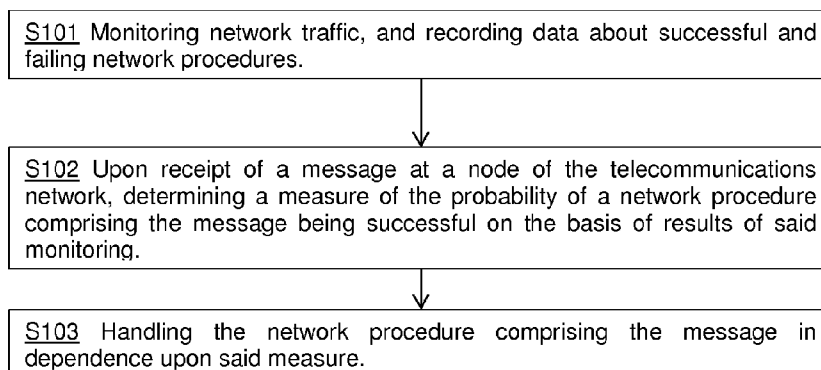 S101 Monitoring network traffic, and recording data about successful and
failing network procedures.
S102 Upon receipt of a message at a node of the telecommunications
network, determining a measure of the probability of a network procedure
comprising the message being successful on the basis of results of said
monitoring.
S103 Handling the network procedure comprising the message in
dependence upon said measure.